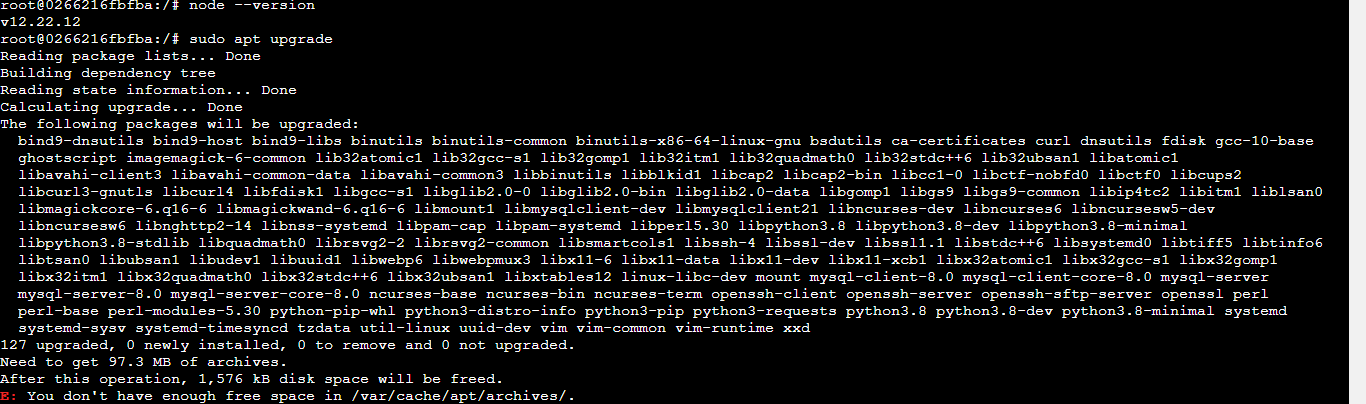 root@0266216fbfba:/# node --version
v12.22.12
root@0266216fbfba:/# sudo apt upgrade
Reading package lists... Done
Building dependency tree
Reading state information... Done
Calculating upgrade... Done
The following packages will be upgraded:
  bind9-dnsutils bind9-host bind9-libs binutils binutils-common binutils-x86-64-linux-gnu bsdutils ca-certificates curl dnsutils fdisk gcc-10-base
  ghostscript imagemagick-6-common lib32atomic1 lib32gcc-s1 lib32gomp1 lib32itm1 lib32quadmath0 lib32stdc++6 lib32ubsan1 libatomic1
  libavahi-client3 libavahi-common-data libavahi-common3 libbinutils libblkid1 libcap2 libcap2-bin libcc1-0 libctf-nobfd0 libctf0 libcups2
  libcurl3-gnutls libcurl4 libfdisk1 libgcc-s1 libglib2.0-0 libglib2.0-bin libglib2.0-data libgomp1 libgs9 libgs9-common libip4tc2 libitm1 liblsan0
  libmagickcore-6.q16-6 libmagickwand-6.q16-6 libmount1 libmysqlclient-dev libmysqlclient21 libncurses-dev libncurses6 libncursesw5-dev
  libncursesw6 libnghttp2-14 libnss-systemd libpam-cap libpam-systemd libperl5.30 libpython3.8 libpython3.8-dev libpython3.8-minimal
  libpython3.8-stdlib libquadmath0 librsvg2-2 librsvg2-common libsmartcols1 libssh-4 libssl-dev libssl1.1 libstdc++6 libsystemd0 libtiff5 libtinfo6
  libtsan0 libubsan1 libudev1 libuuid1 libwebp6 libwebpmux3 libx11-6 libx11-data libx11-dev libx11-xcb1 libx32atomic1 libx32gcc-s1 libx32gomp1
  libx32itm1 libx32quadmath0 libx32stdc++6 libx32ubsan1 libxtables12 linux-libc-dev mount mysql-client-8.0 mysql-client-core-8.0 mysql-server
  mysql-server-8.0 mysql-server-core-8.0 ncurses-base ncurses-bin ncurses-term openssh-client openssh-server openssh-sftp-server openssl perl
  perl-base perl-modules-5.30 python-pip-whl python3-distro-info python3-pip python3-requests python3.8 python3.8-dev python3.8-minimal systemd
  systemd-sysv systemd-timesyncd tzdata util-linux uuid-dev vim vim-common vim-runtime xxd
127 upgraded, 0 newly installed, 0 to remove and 0 not upgraded.
Need to get 97.3 MB of archives.
After this operation, 1,576 kB disk space will be freed.
E: You don't have enough free space in /var/cache/apt/archives/.